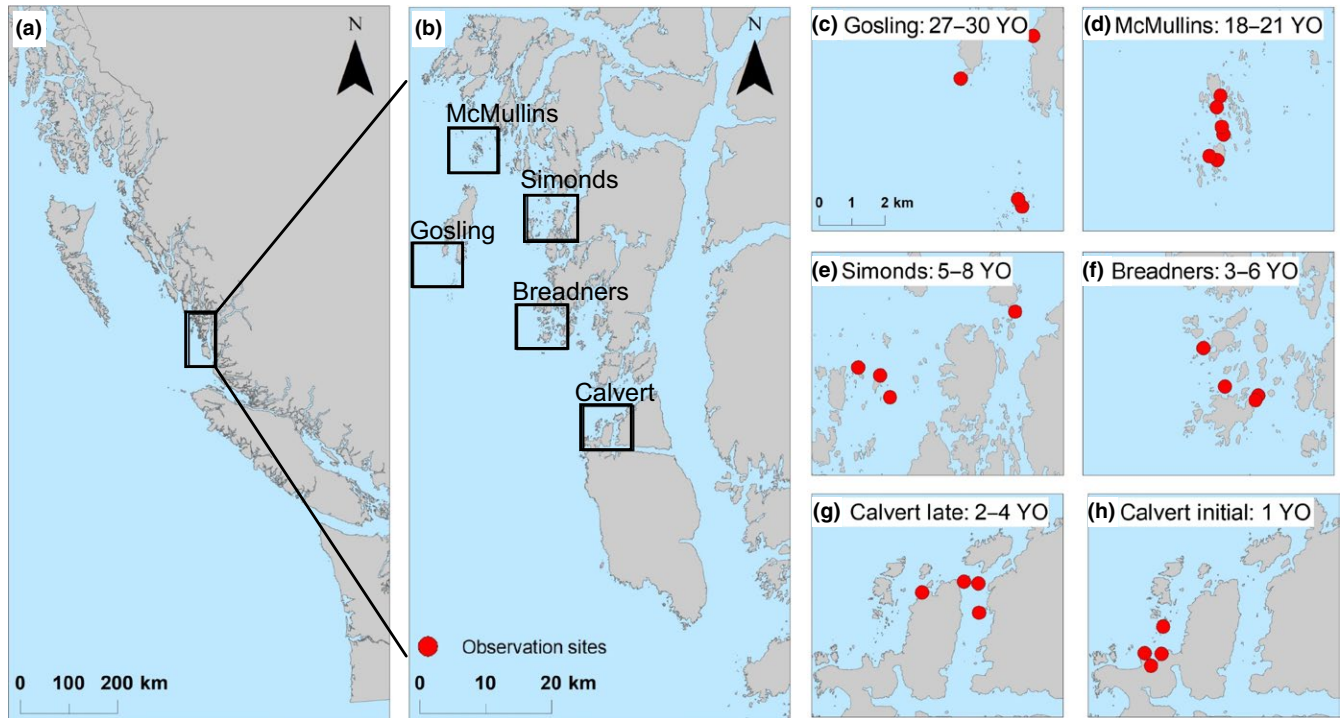 (a)
N
0 100 200 km
(b)
N
McMullins
Simonds
Gosling
Breadners
Calvert
Observation sites
0 10 20 km
(c) Gosling: 27–30 YO
0 1 2 km
(d) McMullins: 18–21 YO
(e) Simonds: 5–8 YO
(f) Breadners: 3–6 YO
(g) Calvert late: 2–4 YO
(h) Calvert initial: 1 YO